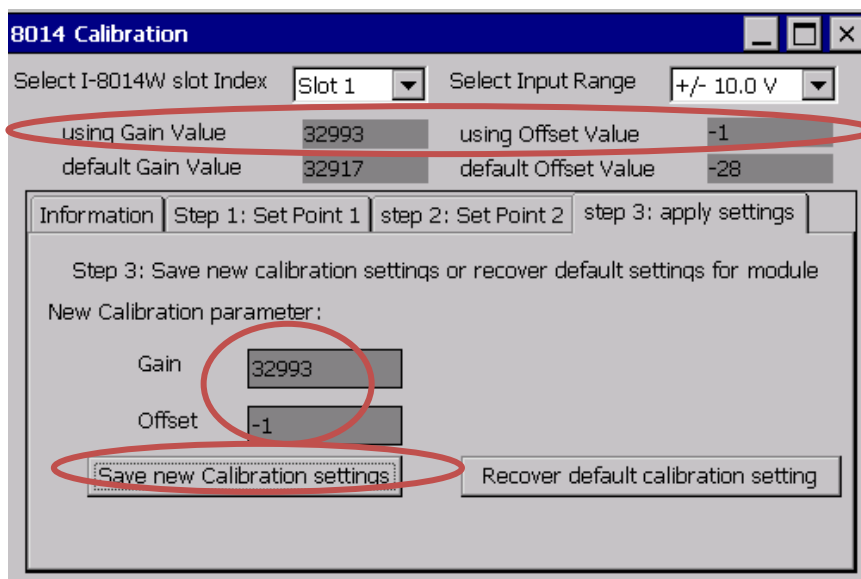 8014 Calibration
Select I-8014W slot Index Slot 1 Select Input Range +/- 10.0 V
using Gain Value 32993 using Offset Value -1
default Gain Value 32917 default Offset Value -28
Information Step 1: Set Point 1 step 2: Set Point 2 step 3: apply settings
Step 3: Save new calibration settings or recover default settings for module
New Calibration parameter:
Gain 32993
Offset -1
Save new Calibration settings Recover default calibration setting